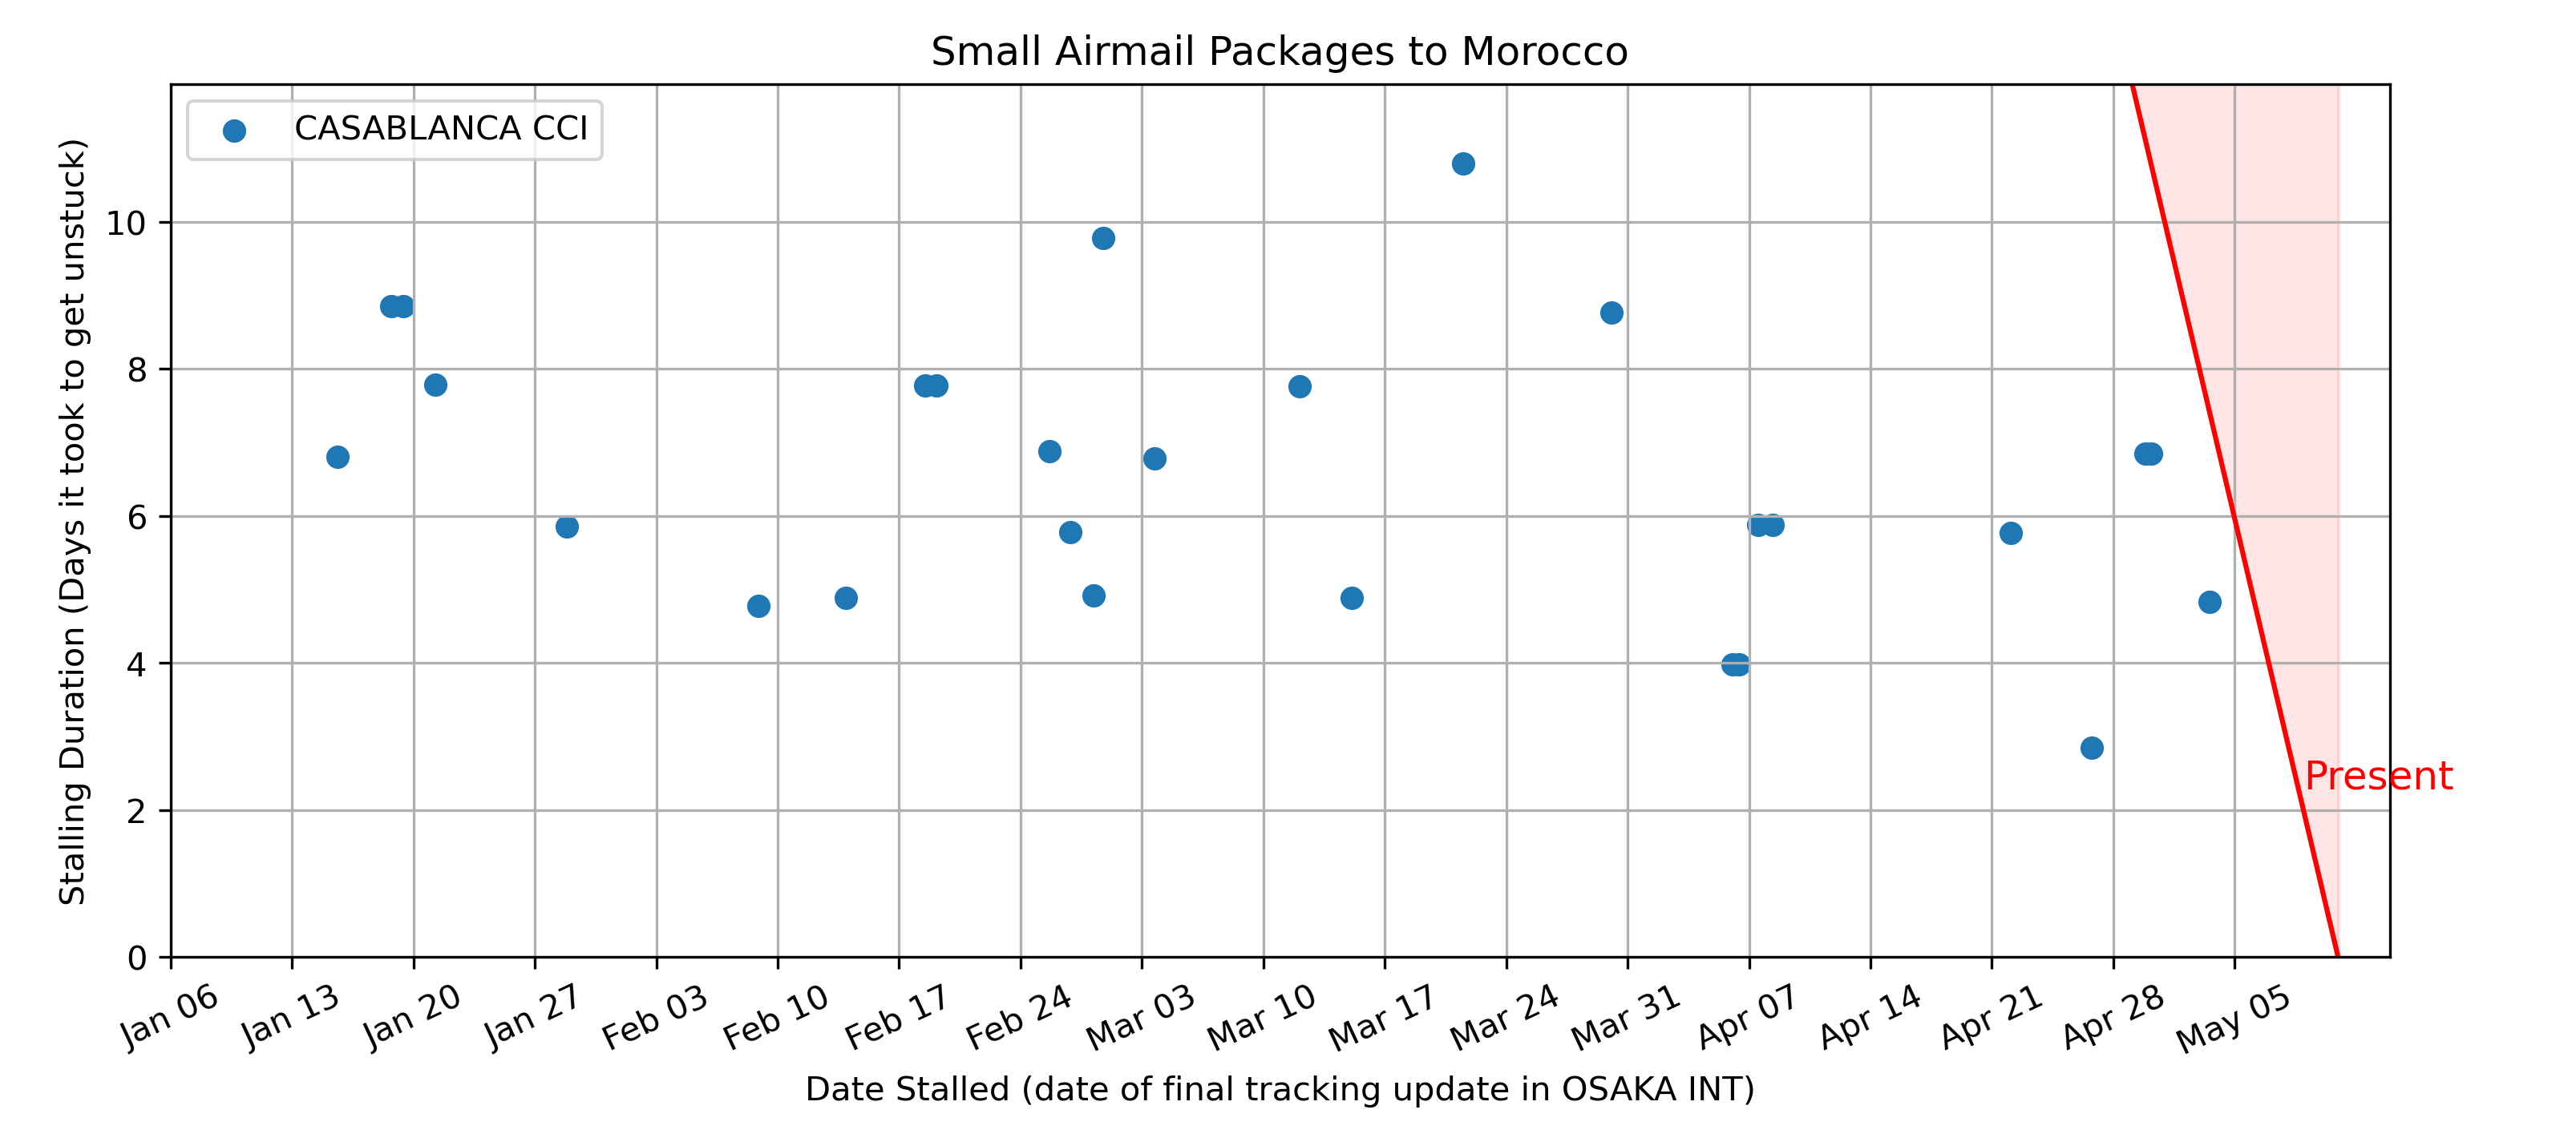 Small Airmail Packages to Morocco
CASABLANCA CCI
Stalling Duration (Days it took to get unstuck)
10
8
6
4
2
0
Present
Jan 06
Jan 13
Jan 20
Jan 27
Feb 03
Feb 10
Feb 17
Feb 24
Mar 03
Mar 10
Mar 17
Mar 24
Mar 31
Apr 07
Apr 14
Apr 21
Apr 28
May 05
Date Stalled (date of final tracking update in OSAKA INT)